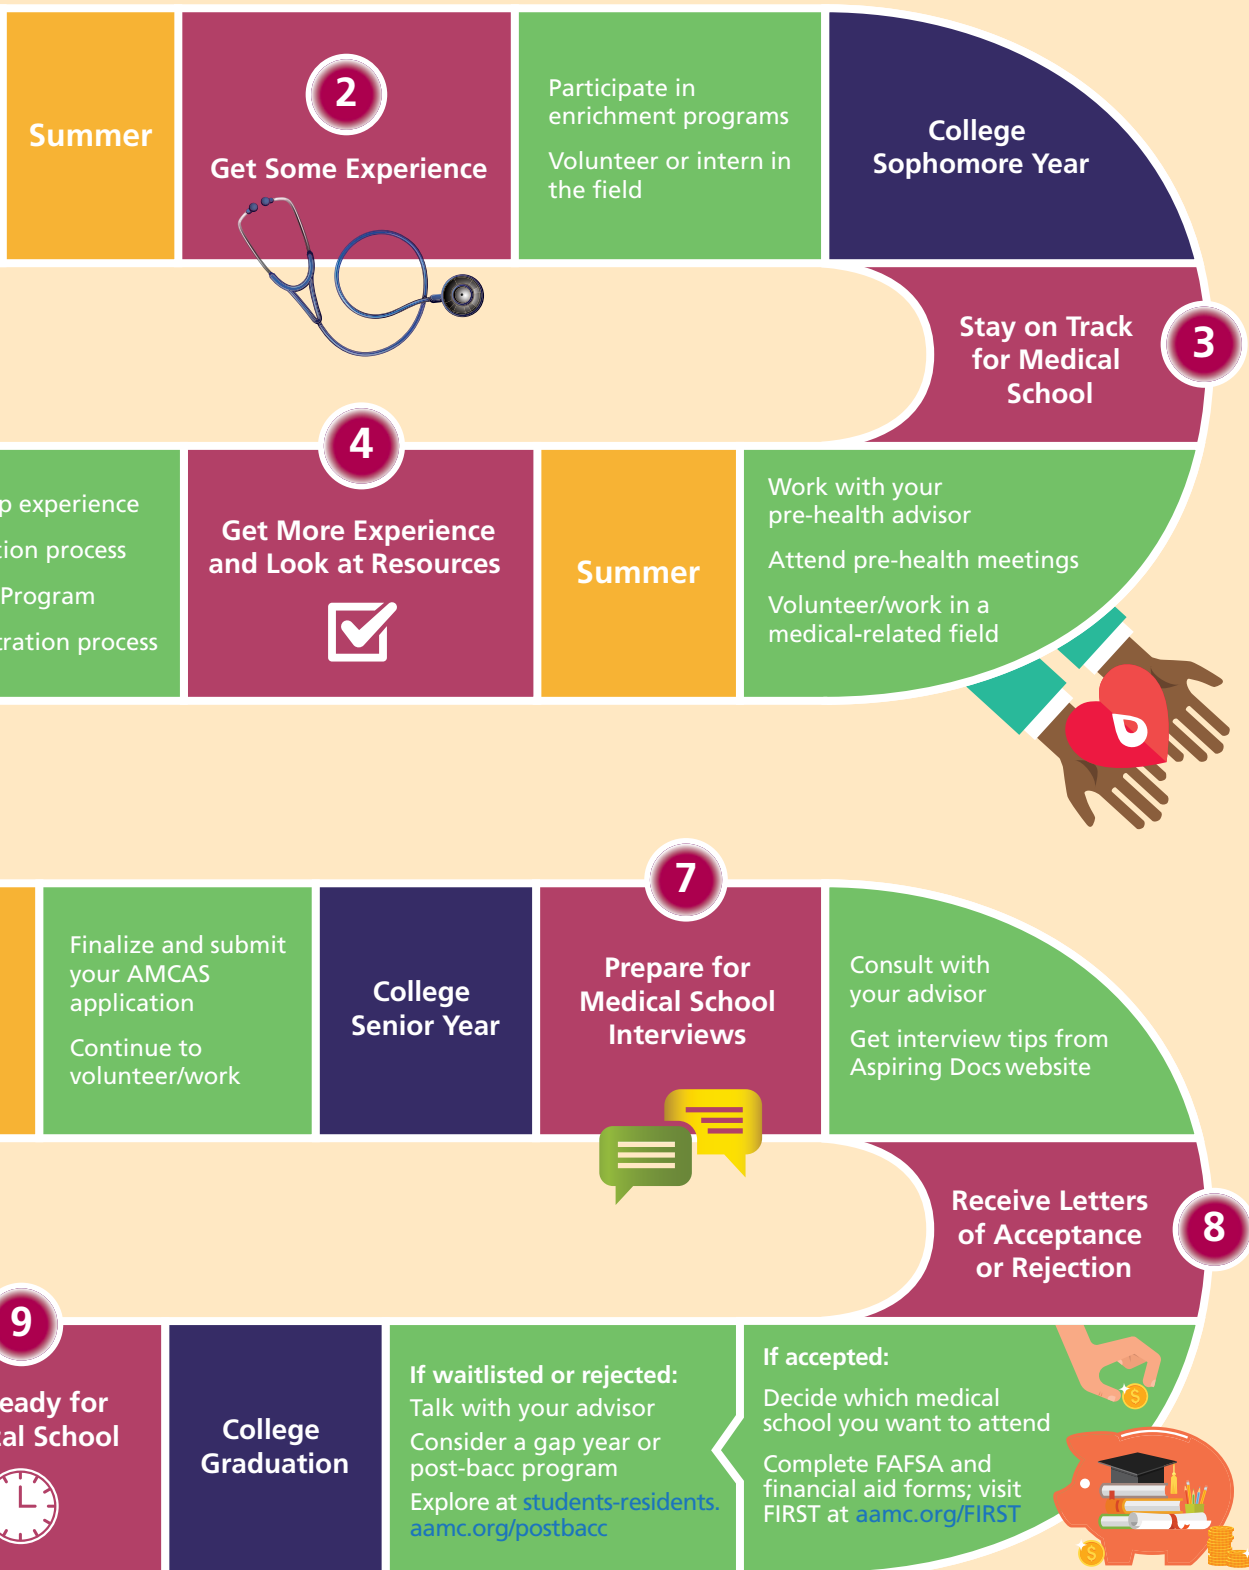 Summer
2
Get Some Experience
Participate in
enrichment programs
Volunteer or intern in
the field
College
Sophomore Year
Stay on Track
for Medical
School
3
Work with your
pre-health advisor
Attend pre-health meetings
Volunteer/work in a
medical-related field
Summer
4
Get More Experience
and Look at Resources
experience
process
Program
process
Finalize and submit
your AMCAS
application
Continue to
volunteer/work
College
Senior Year
7
Prepare for
Medical School
Interviews
Consult with
your advisor
Get interview tips from
Aspiring Docs website
Receive Letters
of Acceptance
or Rejection
8
If accepted:
Decide which medical
school you want to attend
Complete FAFSA and
financial aid forms; visit
FIRST at aamc.org/FIRST
If waitlisted or rejected:
Talk with your advisor
Consider a gap year or
post-bacc program
Explore at students-residents.
aamc.org/postbacc
College
Graduation
9
for
School